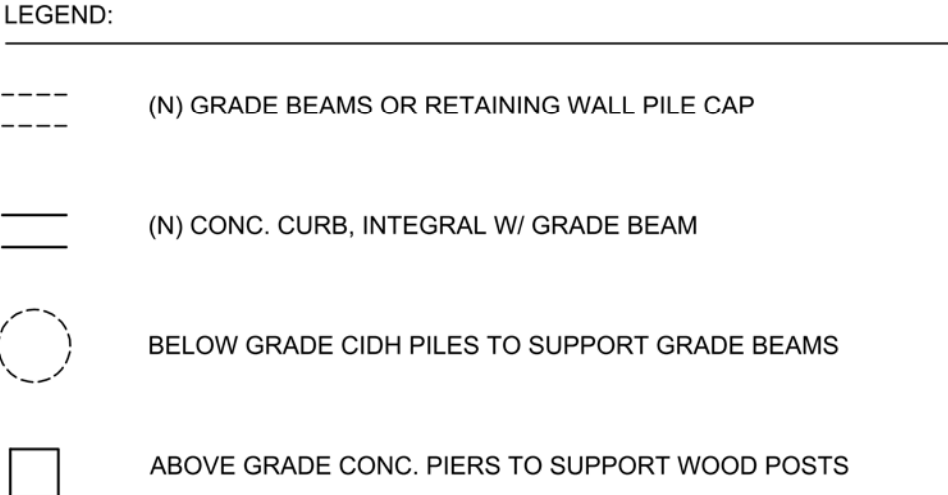 LEGEND:
(N) GRADE BEAMS OR RETAINING WALL PILE CAP
(N) CONC. CURB, INTEGRAL W/ GRADE BEAM
BELOW GRADE CIDH PILES TO SUPPORT GRADE BEAMS
ABOVE GRADE CONC. PIERS TO SUPPORT WOOD POSTS